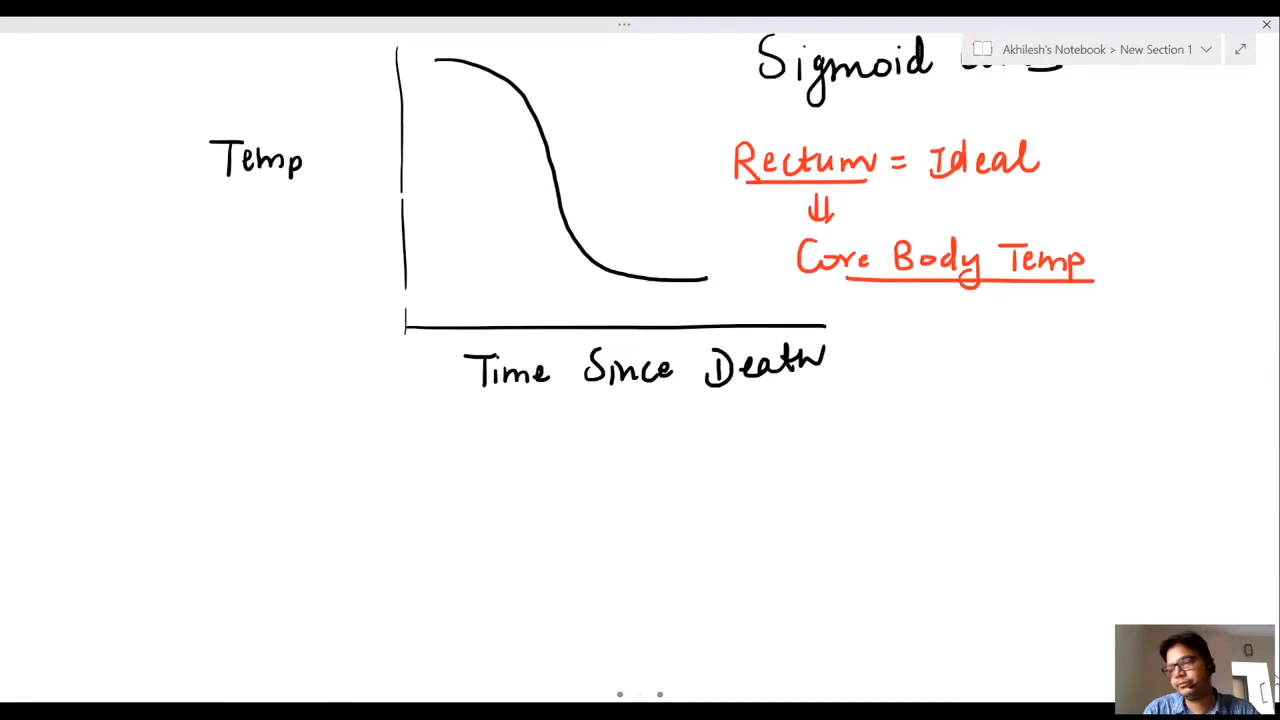 Akhilesh's Notebook > New Section 1
Sigmoid
Temp
Rectum = Ideal
⇓
Core Body Temp
Time Since Death